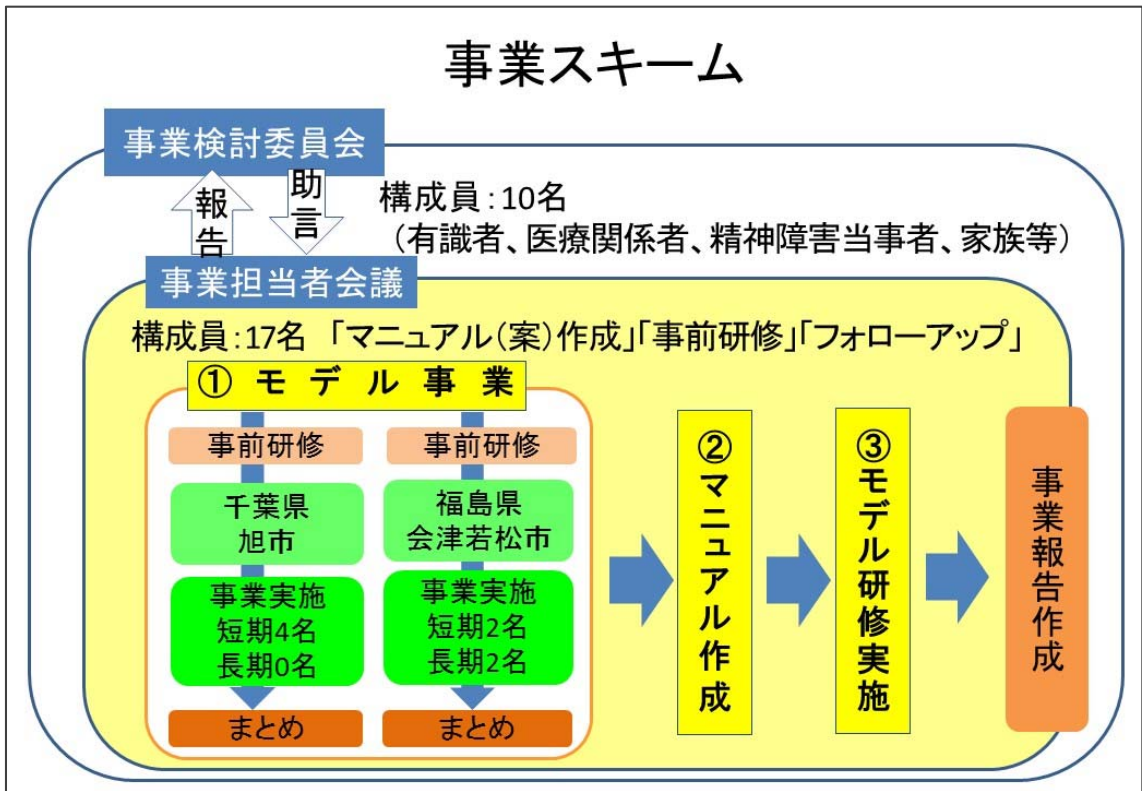 事業スキーム
事業検討委員会
報告
助言
構成員：10名
（有識者、医療関係者、精神障害当事者、家族等）
事業担当者会議
構成員：17名 「マニュアル（案）作成」「事前研修」「フォローアップ」
①モデル事業
事前研修
千葉県
旭市
事業実施
短期4名
長期0名
まとめ
事前研修
福島県
会津若松市
事業実施
短期2名
長期2名
まとめ
②マニュアル作成
③モデル研修実施
事業報告作成